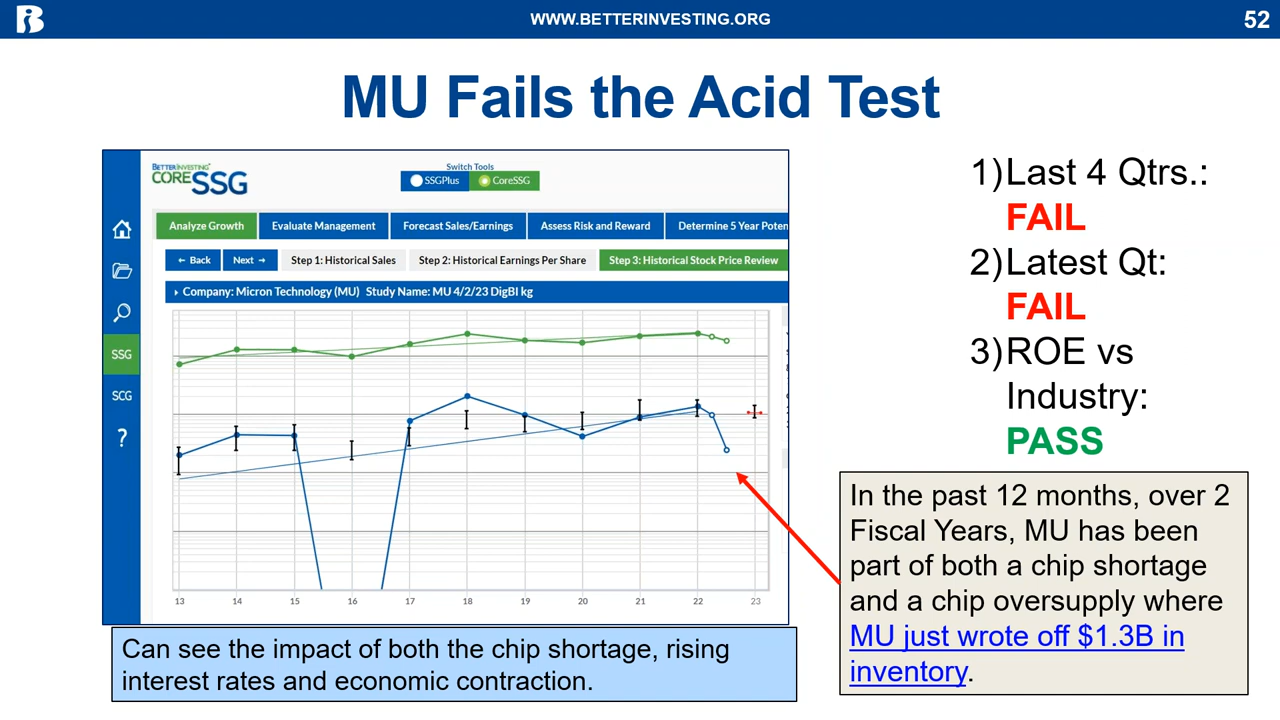 WWW.BETTERINVESTING.ORG
52
MU Fails the Acid Test
BETTERINVESTING
CORESSG
Switch Tools
SSGPlus
CoreSSG
Analyze Growth
Evaluate Management
Forecast Sales/Earnings
Assess Risk and Reward
Determine 5 Year Poten
← Back
Next →
Step 1: Historical Sales
Step 2: Historical Earnings Per Share
Step 3: Historical Stock Price Review
Company: Micron Technology (MU) Study Name: MU 4/2/23 DigBI kg
SSG
SCG
?
13 14 15 16 17 18 19 20 21 22 23
Can see the impact of both the chip shortage, rising
interest rates and economic contraction.
1) Last 4 Qtrs.:
FAIL
2) Latest Qt:
FAIL
3) ROE vs
Industry:
PASS
In the past 12 months, over 2
Fiscal Years, MU has been
part of both a chip shortage
and a chip oversupply where
MU just wrote off $1.3B in
inventory.